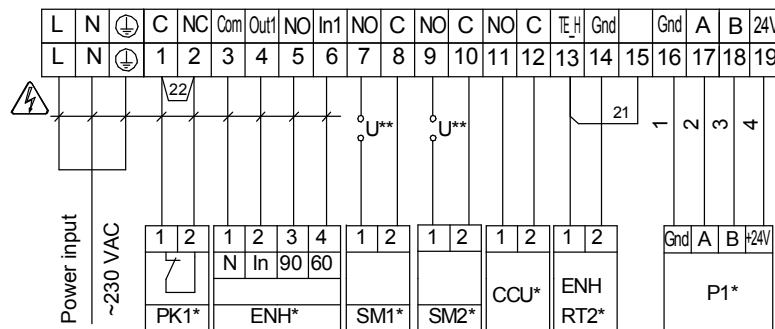 L N C NC Com Out1 NO In1 NO C NO C NO C TE_H Gnd Gnd A B 24V
L N 1 2 3 4 5 6 7 8 9 10 11 12 13 14 15 16 17 18 19
22
21
U**
U**
1 2 3 4
Power input
~230 VAC
1 2
PK1*
1 2 3 4
N In 90 60
ENH*
1 2
SM1*
1 2
SM2*
1 2
CCU*
1 2
ENH
RT2*
Gnd A B +24V
P1*